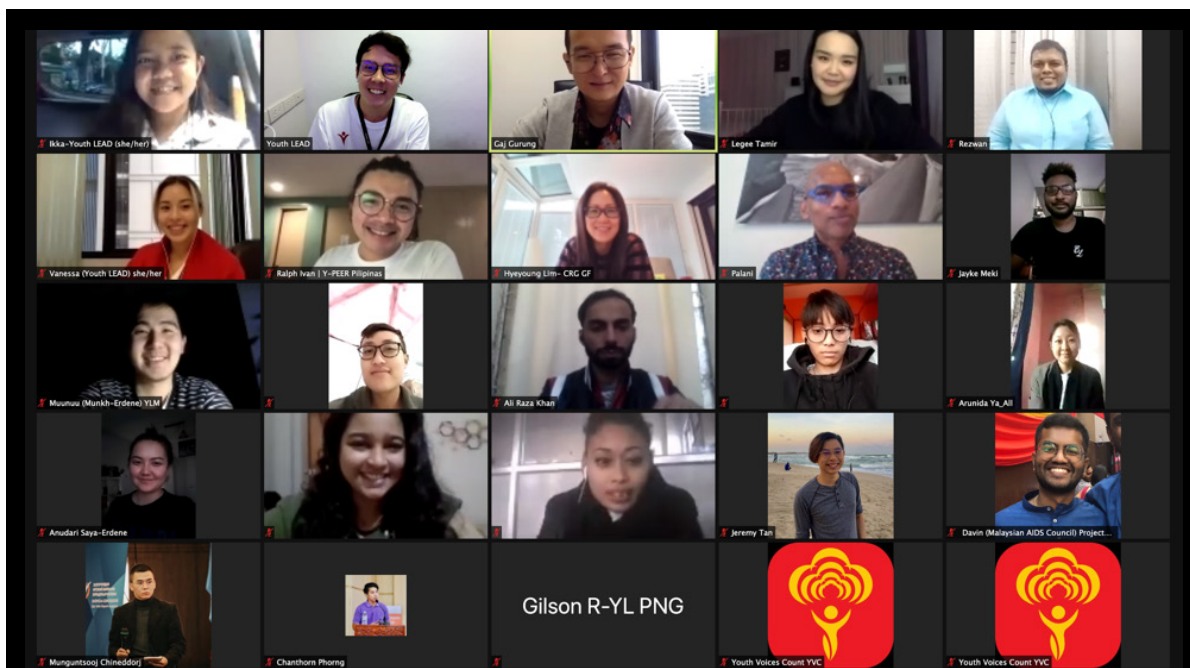 Ikka-Youth LEAD (she/her)
Youth LEAD
Gaj Gurung
Legee Tamir
Rezwan
Vanessa (Youth LEAD) she/her
Ralph Ivan | Y-PEER Pilipinas
Hyeyoung Lim- CRG GF
Palani
Jayke Meki
Muunuu (Munkh-Erdene) YLM
Ali Raza Khan
Arunida Ya_All
Anudari Saya-Erdene
Jeremy Tan
Davin (Malaysian AIDS Council) Project...
Munguntsooj Chineddorj
Chanthorn Phorng
Gilson R-YL PNG
Youth Voices Count YVC
Youth Voices Count YVC